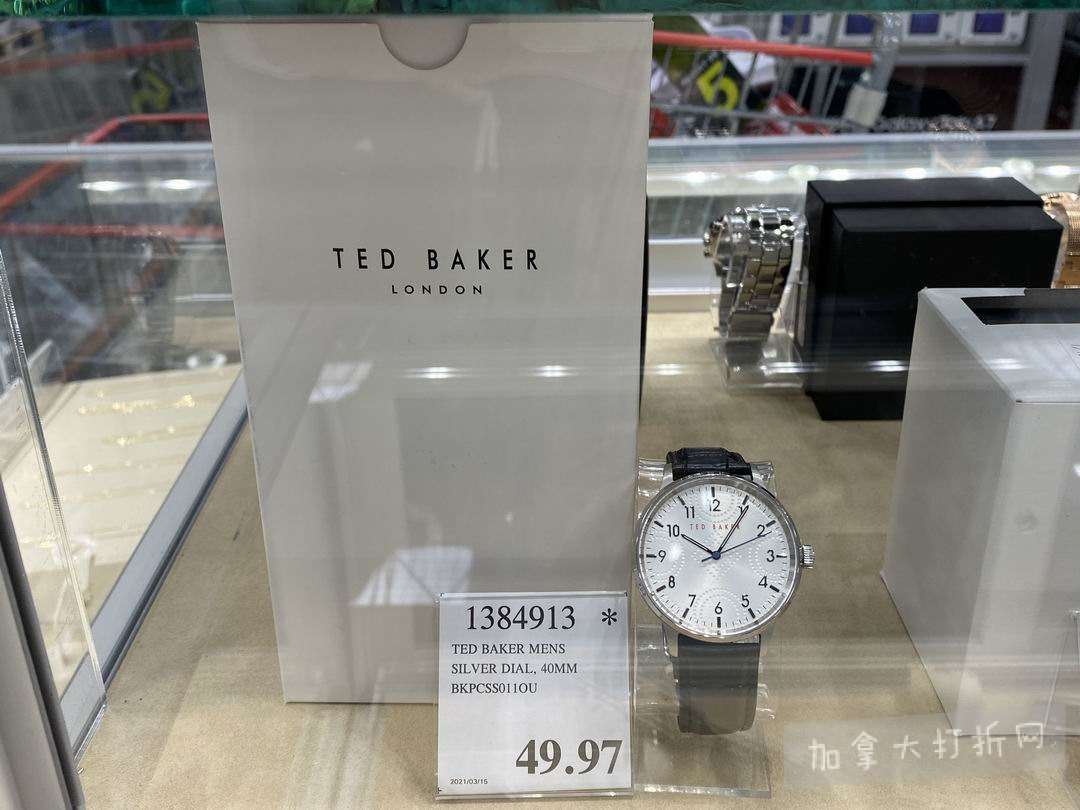 TED BAKER
LONDON
5
12
11
1
10
2
TED BAKER
9
3
8
4
7
5
6
1384913 *
TED BAKER MENS
SILVER DIAL, 40MM
BKPCSS011OU
49.97
2021/03/15
加拿大打折网